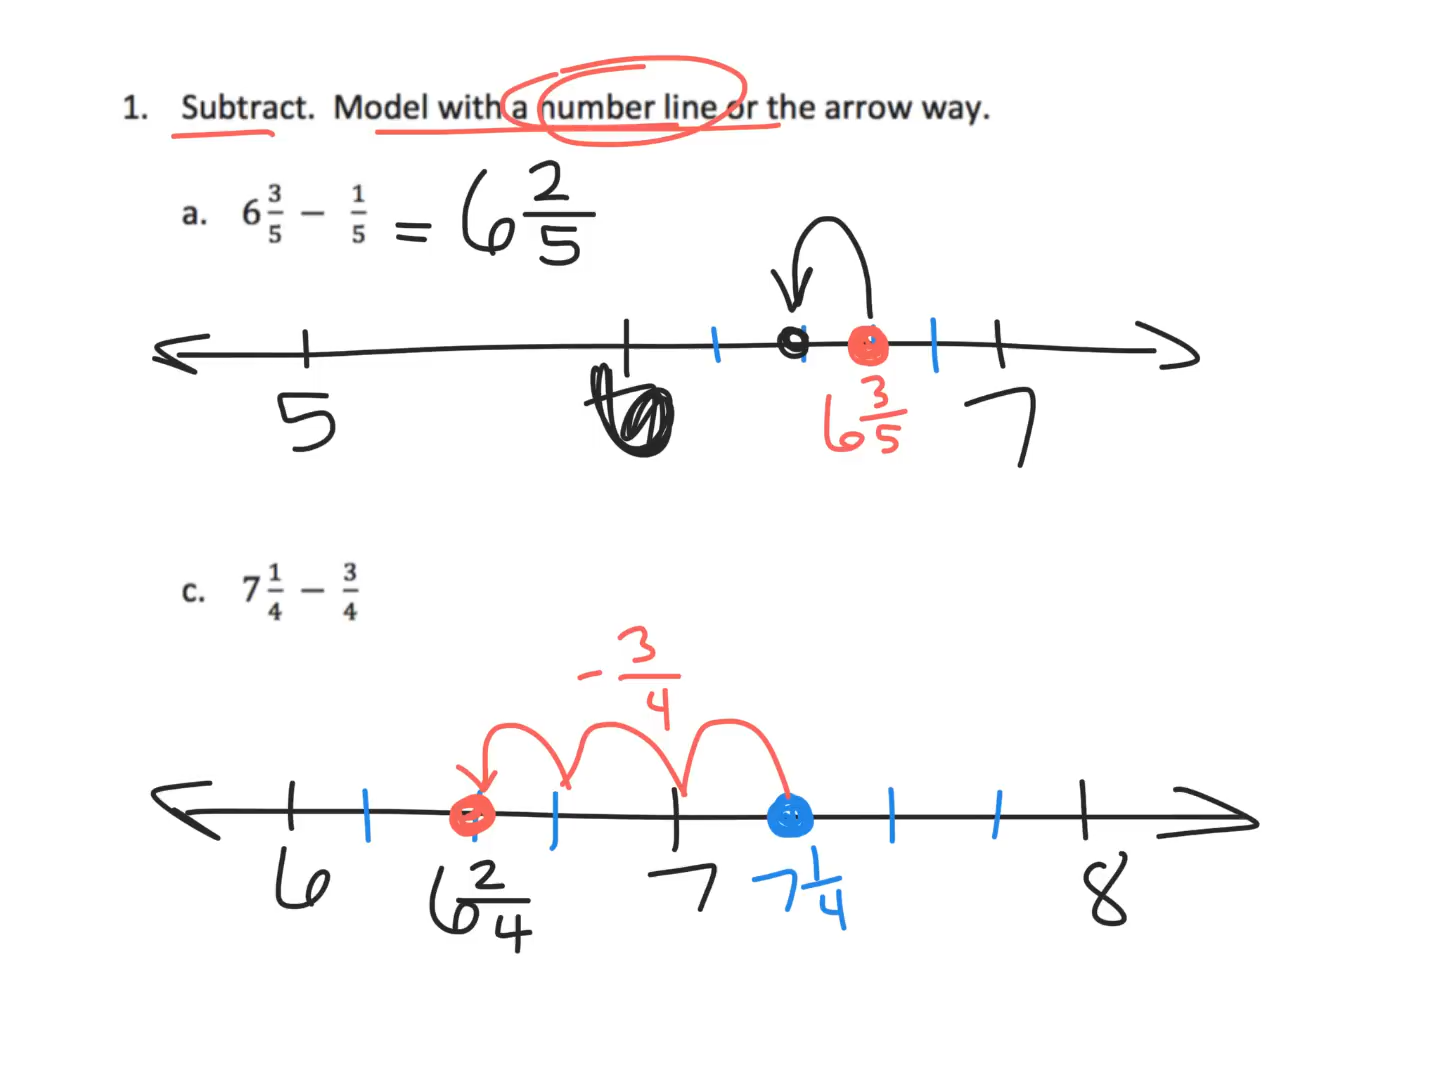 1. Subtract. Model with a number line or the arrow way.
a. 6 3/5 − 1/5 = 6 2/5
5 6 6 3/5 7
c. 7 1/4 − 3/4
- 3/4
6 6 2/4 7 7 1/4 8